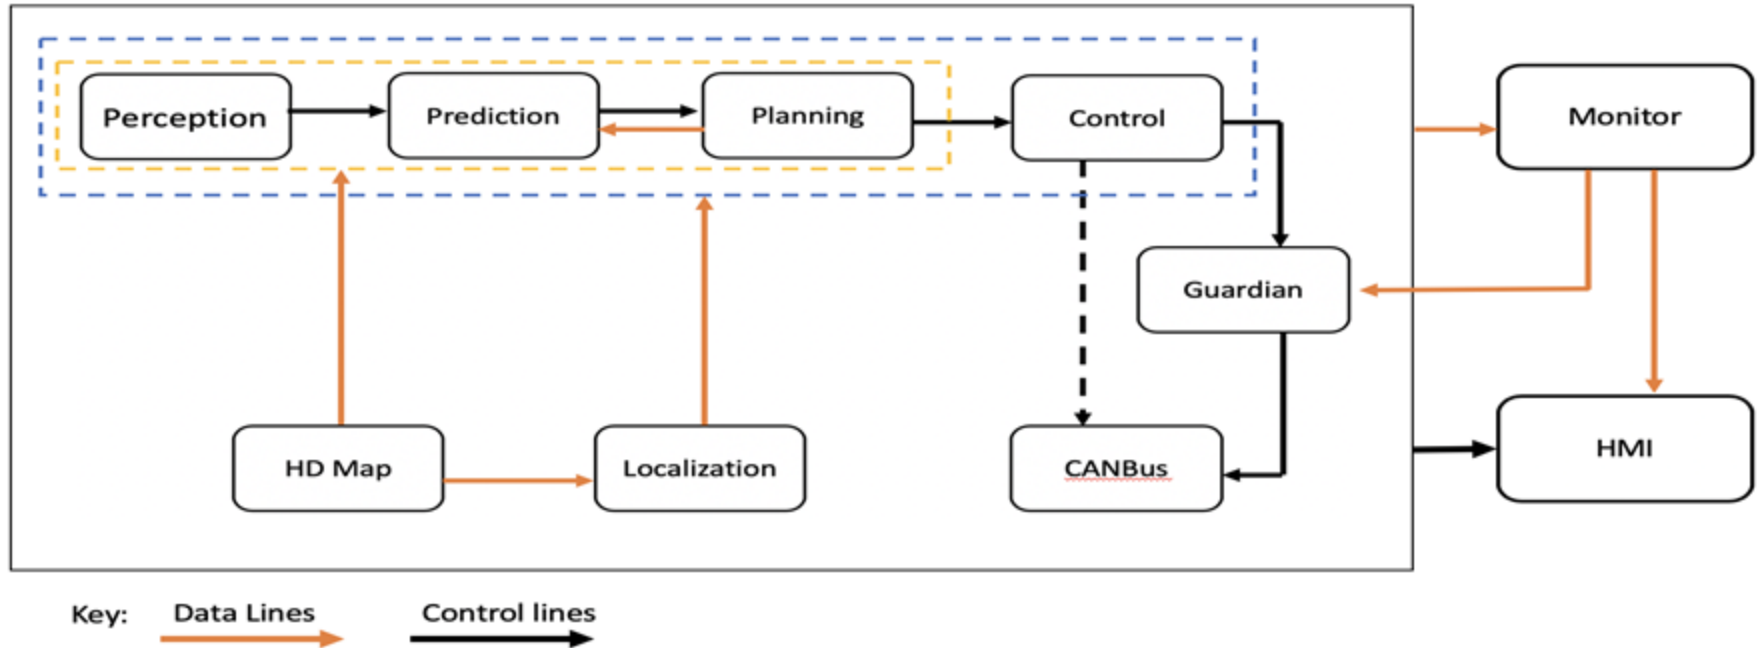 Perception
Prediction
Planning
Control
Monitor
Guardian
HD Map
Localization
CANBus
HMI
Key:
Data Lines
Control lines